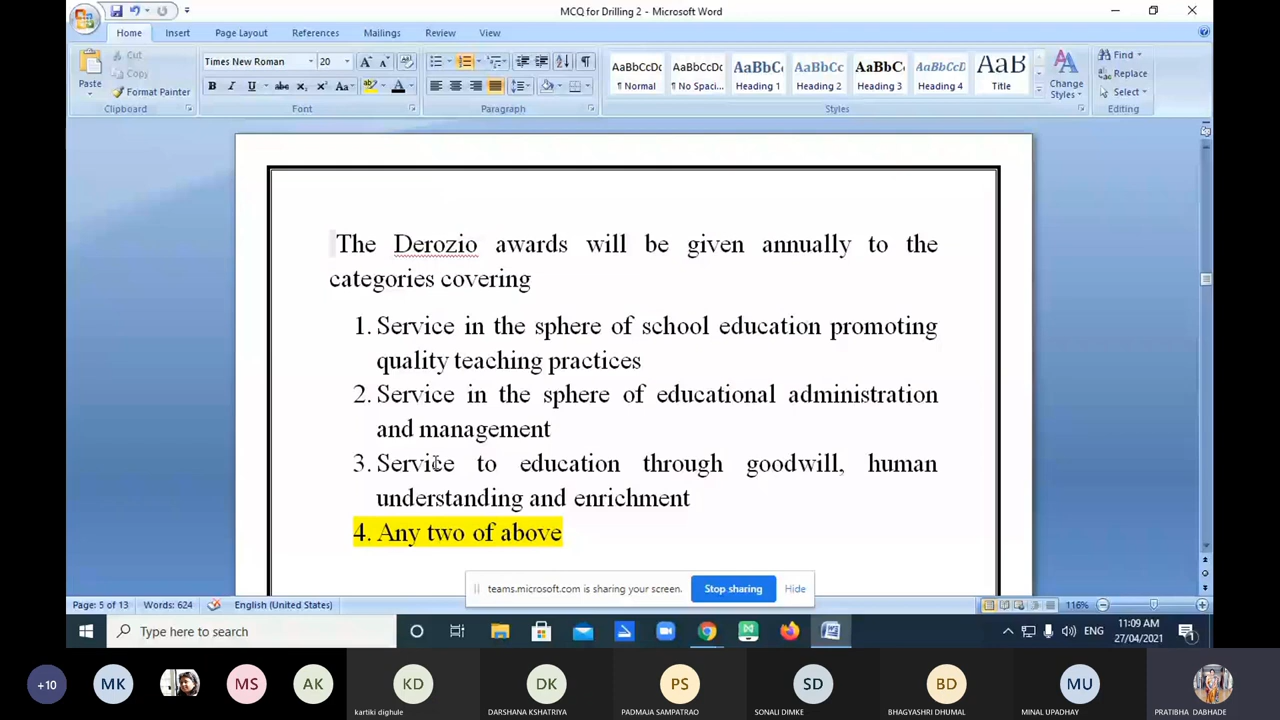 MCQ for Drilling 2 - Microsoft Word
Home Insert Page Layout References Mailings Review View
Paste
Cut
Copy
Format Painter
Clipboard
Times New Roman 20
Font
Paragraph
AaBbCcDc AaBbCcDc AaBbC AaBbCc AaBbCc AaBbCcD AaB
¶ Normal ¶ No Spaci... Heading 1 Heading 2 Heading 3 Heading 4 Title
Change Styles
Styles
Find
Replace
Select
Editing
The Derozio awards will be given annually to the
categories covering
1. Service in the sphere of school education promoting
quality teaching practices
2. Service in the sphere of educational administration
and management
3. Service to education through goodwill, human
understanding and enrichment
4. Any two of above
teams.microsoft.com is sharing your screen. Stop sharing Hide
Page: 5 of 13 Words: 624 English (United States) 116%
Type here to search
ENG
11:09 AM
27/04/2021
+10 MK MS AK KD DK PS SD BD MU
kartiki dighule DARSHANA KSHATRIYA PADMAJA SAMPATRAO SONALI DIMKE BHAGYASHRI DHUMAL MINAL UPADHAY PRATIBHA DABHADE